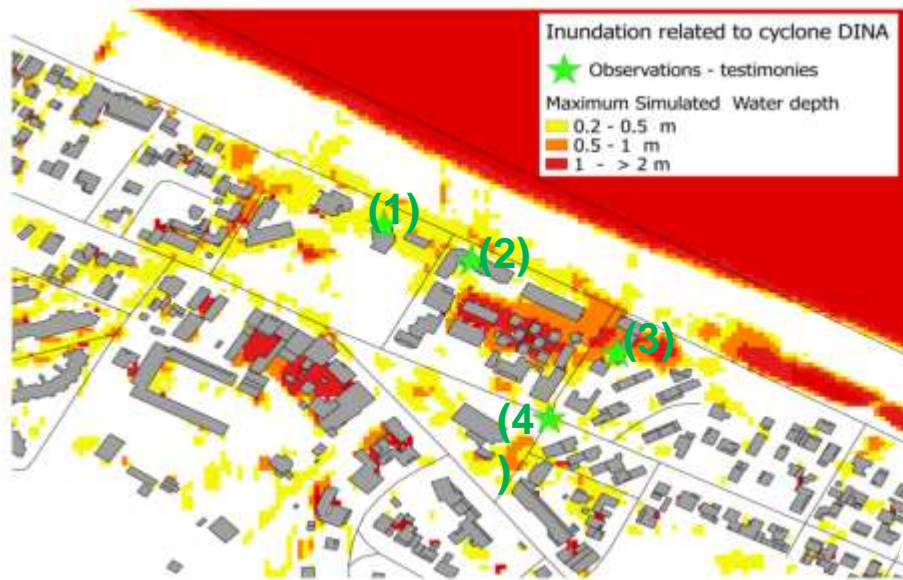 Inundation related to cyclone DINA
Observations - testimonies
Maximum Simulated Water depth
0.2 - 0.5 m
0.5 - 1 m
1 - > 2 m
(1)
(2)
(3)
(4
)